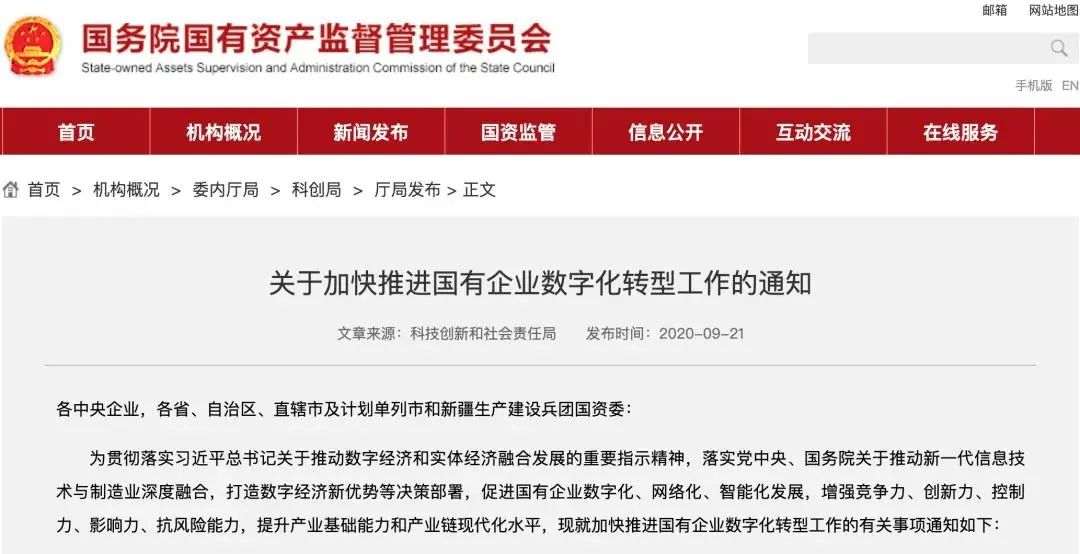 邮箱 网站地图
国务院国有资产监督管理委员会
State-owned Assets Supervision and Administration Commission of the State Council
手机版 EN
首页 机构概况 新闻发布 国资监管 信息公开 互动交流 在线服务
首页 > 机构概况 > 委内厅局 > 科创局 > 厅局发布 > 正文
关于加快推进国有企业数字化转型工作的通知
文章来源：科技创新和社会责任局 发布时间：2020-09-21
各中央企业，各省、自治区、直辖市及计划单列市和新疆生产建设兵团国资委：
为贯彻落实习近平总书记关于推动数字经济和实体经济融合发展的重要指示精神，落实党中央、国务院关于推动新一代信息技
术与制造业深度融合，打造数字经济新优势等决策部署，促进国有企业数字化、网络化、智能化发展，增强竞争力、创新力、控制
力、影响力、抗风险能力，提升产业基础能力和产业链现代化水平，现就加快推进国有企业数字化转型工作的有关事项通知如下：